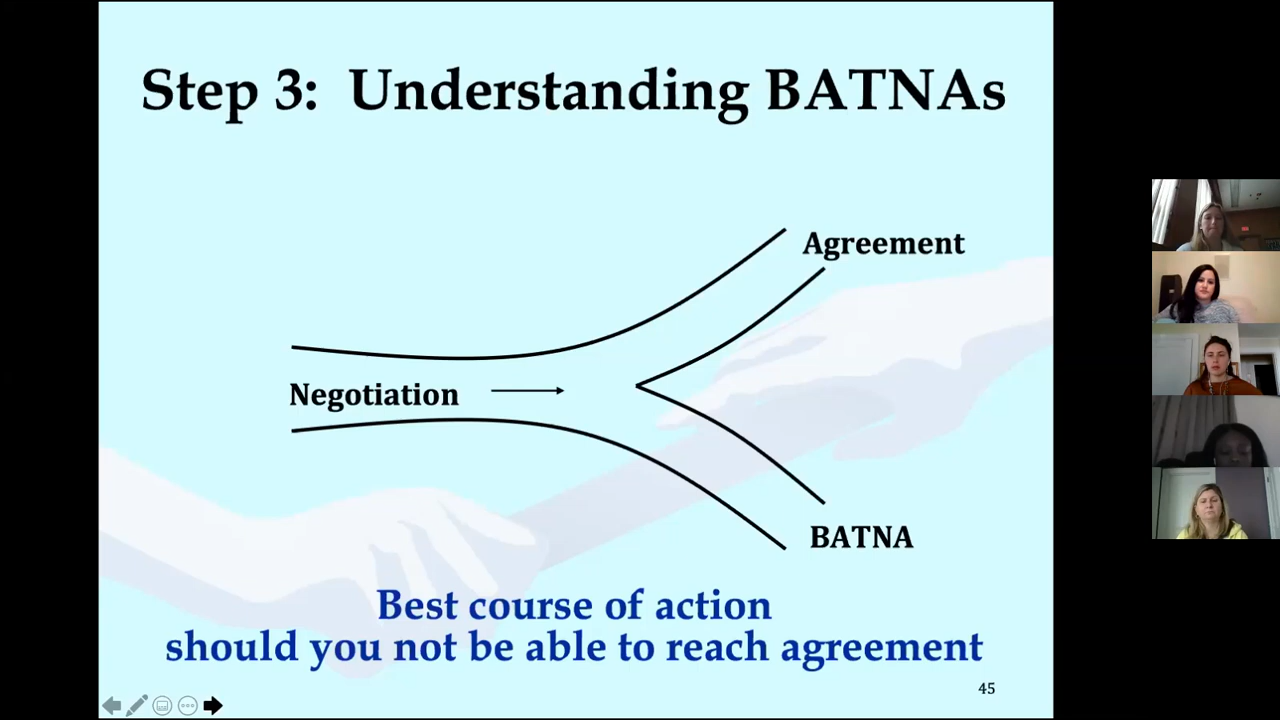 Step 3: Understanding BATNAs
Agreement
Negotiation
BATNA
Best course of action
should you not be able to reach agreement
45